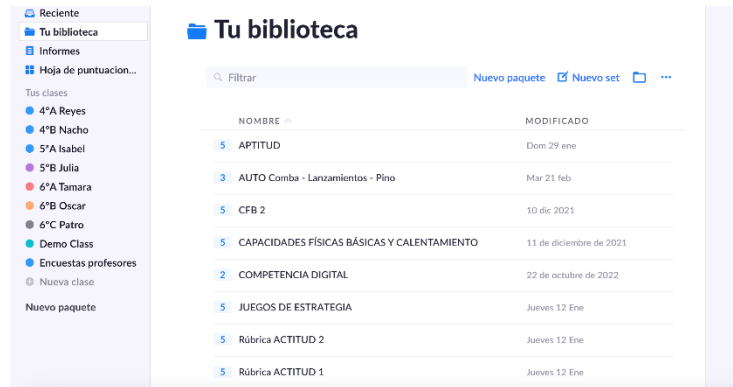 Reciente
Tu biblioteca
Informes
Hoja de puntuacion...
Tus clases
4ºA Reyes
4ºB Nacho
5ºA Isabel
5ºB Julia
6ºA Tamara
6ºB Oscar
6ºC Patro
Demo Class
Encuestas profesores
Nueva clase
Nuevo paquete
Tu biblioteca
Filtrar Nuevo paquete Nuevo set ...
NOMBRE MODIFICADO
5 APTITUD Dom 29 ene
3 AUTO Comba - Lanzamientos - Pino Mar 21 feb
5 CFB 2 10 dic 2021
5 CAPACIDADES FÍSICAS BÁSICAS Y CALENTAMIENTO 11 de diciembre de 2021
2 COMPETENCIA DIGITAL 22 de octubre de 2022
5 JUEGOS DE ESTRATEGIA Jueves 12 Ene
5 Rúbrica ACTITUD 2 Jueves 12 Ene
5 Rúbrica ACTITUD 1 Jueves 12 Ene